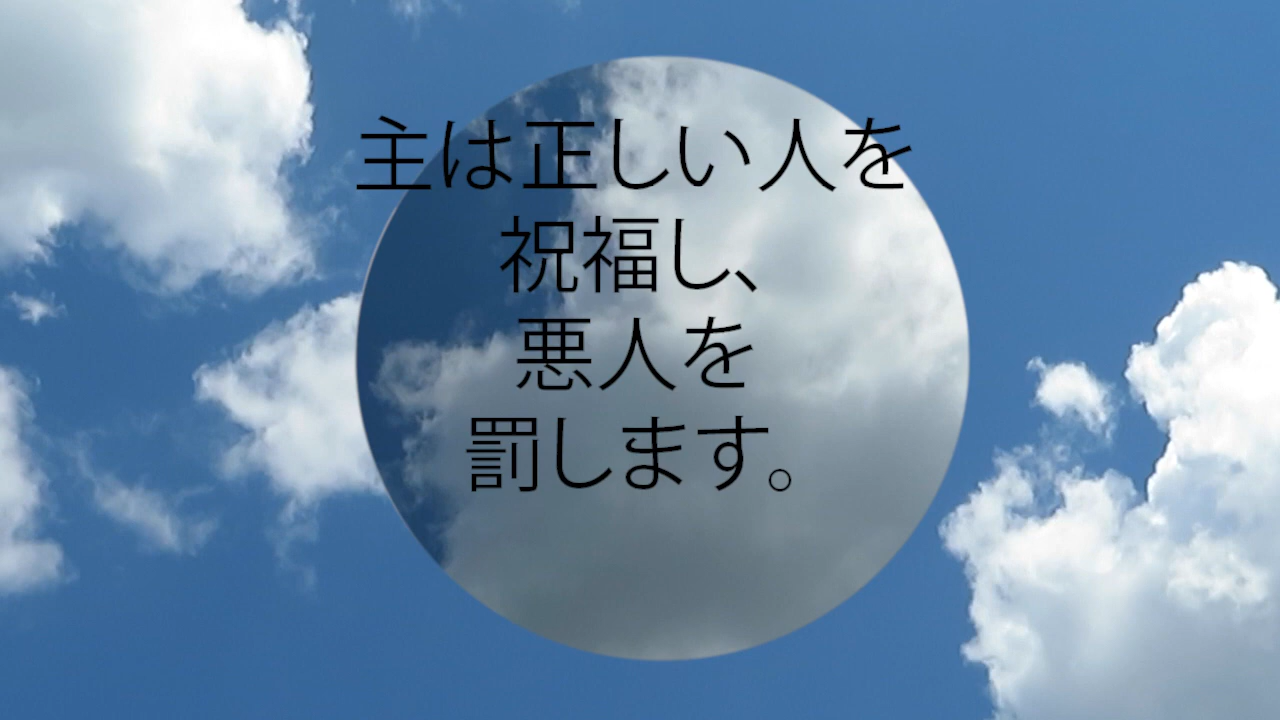 主は正しい人を
祝福し、
悪人を
罰します。